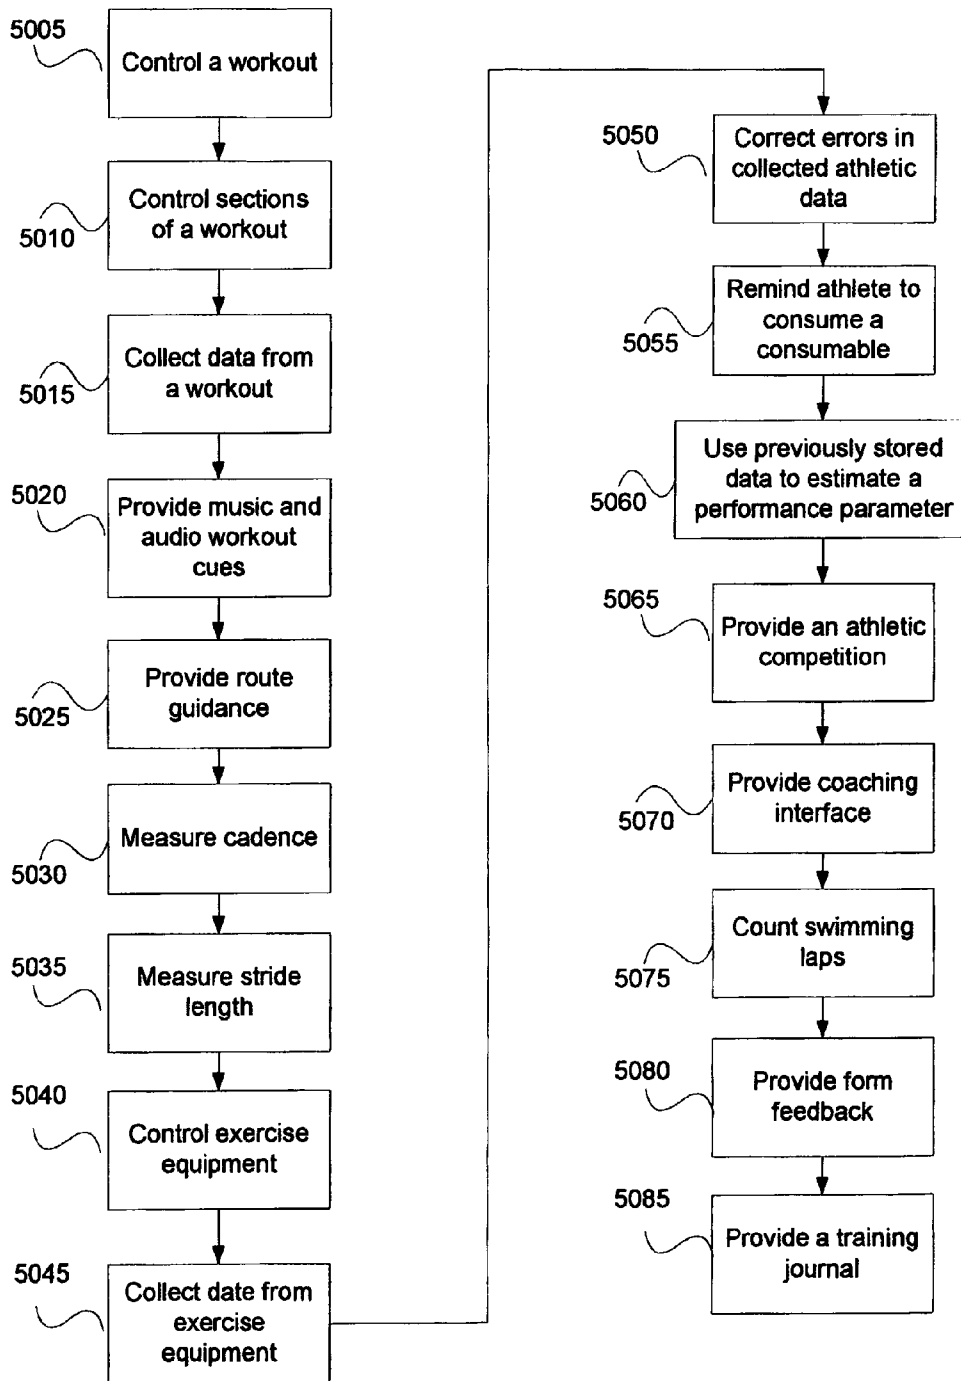 5005
Control a workout
Control sections
of a workout
5010
Collect data from
a workout
5015
5020
Provide music and
audio workout
cues
Provide route
guidance
5025
Measure cadence
5030
5035
Measure stride
length
5040
Control exercise
equipment
5045
Collect date from
exercise
equipment
5050
Correct errors in
collected athletic
data
Remind athlete to
consume a
consumable
5055
Use previously stored
data to estimate a
performance parameter
5060
5065
Provide an athletic
competition
Provide coaching
interface
5070
Count swimming
laps
5075
5080
Provide form
feedback
5085
Provide a training
journal